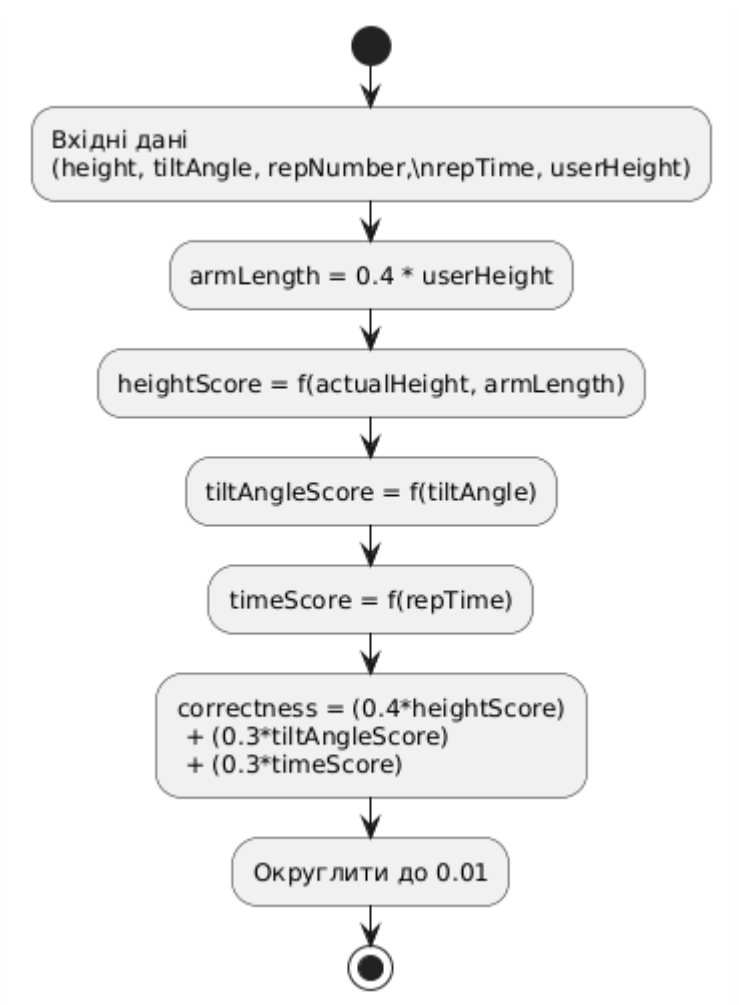 Вхідні дані
(height, tiltAngle, repNumber,\nrepTime, userHeight)
armLength = 0.4 * userHeight
heightScore = f(actualHeight, armLength)
tiltAngleScore = f(tiltAngle)
timeScore = f(repTime)
correctness = (0.4*heightScore)
+ (0.3*tiltAngleScore)
+ (0.3*timeScore)
Округлити до 0.01